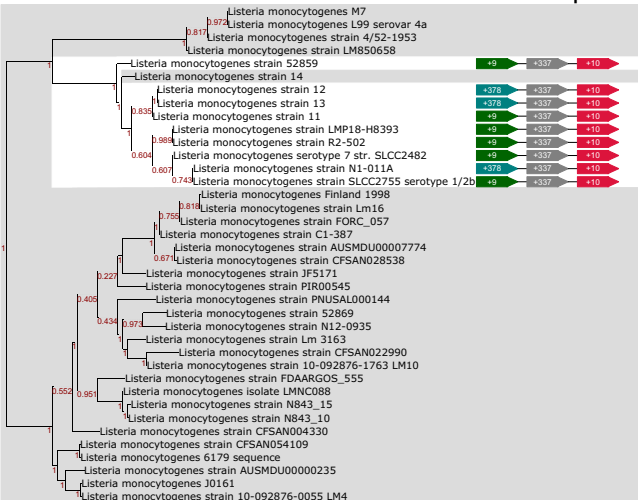 Listeria monocytogenes M7
0.972
Listeria monocytogenes L99 serovar 4a
0.817
Listeria monocytogenes strain 4/52-1953
Listeria monocytogenes strain LM850658
1
Listeria monocytogenes strain 52859 +9 +337 +10
Listeria monocytogenes strain 14
1
Listeria monocytogenes strain 12 +378 +337 +10
1
Listeria monocytogenes strain 13 +378 +337 +10
0.835
1
Listeria monocytogenes strain 11 +9 +337 +10
Listeria monocytogenes strain LMP18-H8393 +9 +337 +10
0.989
Listeria monocytogenes strain R2-502 +9 +337 +10
0.604
Listeria monocytogenes serotype 7 str. SLCC2482 +9 +337 +10
0.607
Listeria monocytogenes strain N1-011A +378 +337 +10
0.743
Listeria monocytogenes strain SLCC2755 serotype 1/2b +9 +337 +10
Listeria monocytogenes Finland 1998
0.818
Listeria monocytogenes strain Lm16
0.755
Listeria monocytogenes strain FORC_057
Listeria monocytogenes strain C1-387
1
1
Listeria monocytogenes strain AUSMDU00007774
0.671
Listeria monocytogenes strain CFSAN028538
1
Listeria monocytogenes strain JF5171
0.227
Listeria monocytogenes strain PIR00545
0.405
Listeria monocytogenes strain PNUSAL000144
Listeria monocytogenes strain 52869
0.434
0.973
Listeria monocytogenes strain N12-0935
Listeria monocytogenes strain Lm 3163
1
1
Listeria monocytogenes strain CFSAN022990
1
Listeria monocytogenes strain 10-092876-1763 LM10
Listeria monocytogenes strain FDAARGOS_555
0.552
0.951
Listeria monocytogenes isolate LMNC088
Listeria monocytogenes strain N843_15
1
1
Listeria monocytogenes strain N843_10
1
Listeria monocytogenes strain CFSAN004330
Listeria monocytogenes strain CFSAN054109
1
Listeria monocytogenes 6179 sequence
1
1
Listeria monocytogenes strain AUSMDU00000235
Listeria monocytogenes J0161
1
1
Listeria monocytogenes strain 10-092876-0055 LM4